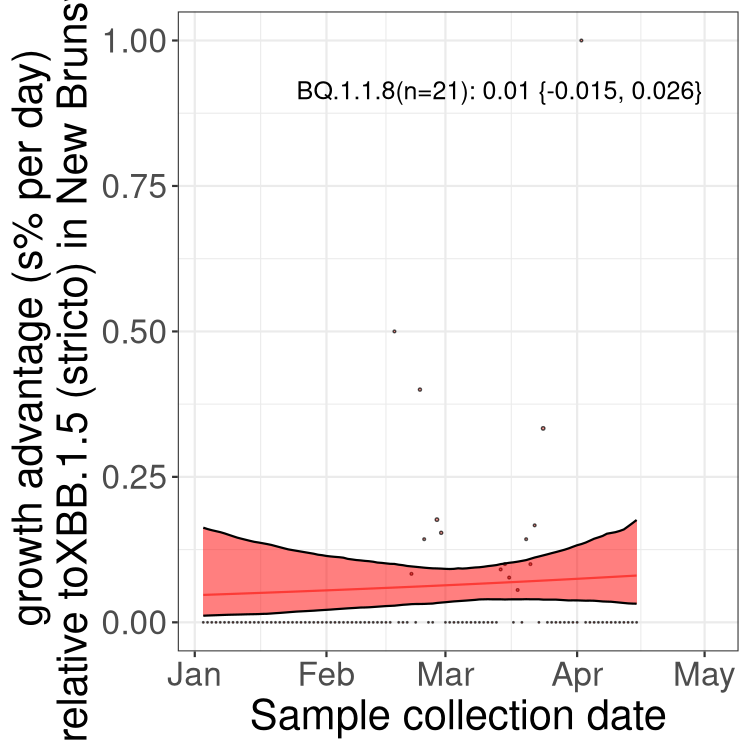 growth advantage (s% per day)
relative toXBB.1.5 (stricto) in New Bruns
1.00
0.75
0.50
0.25
0.00
BQ.1.1.8(n=21): 0.01 {-0.015, 0.026}
Jan Feb Mar Apr May
Sample collection date